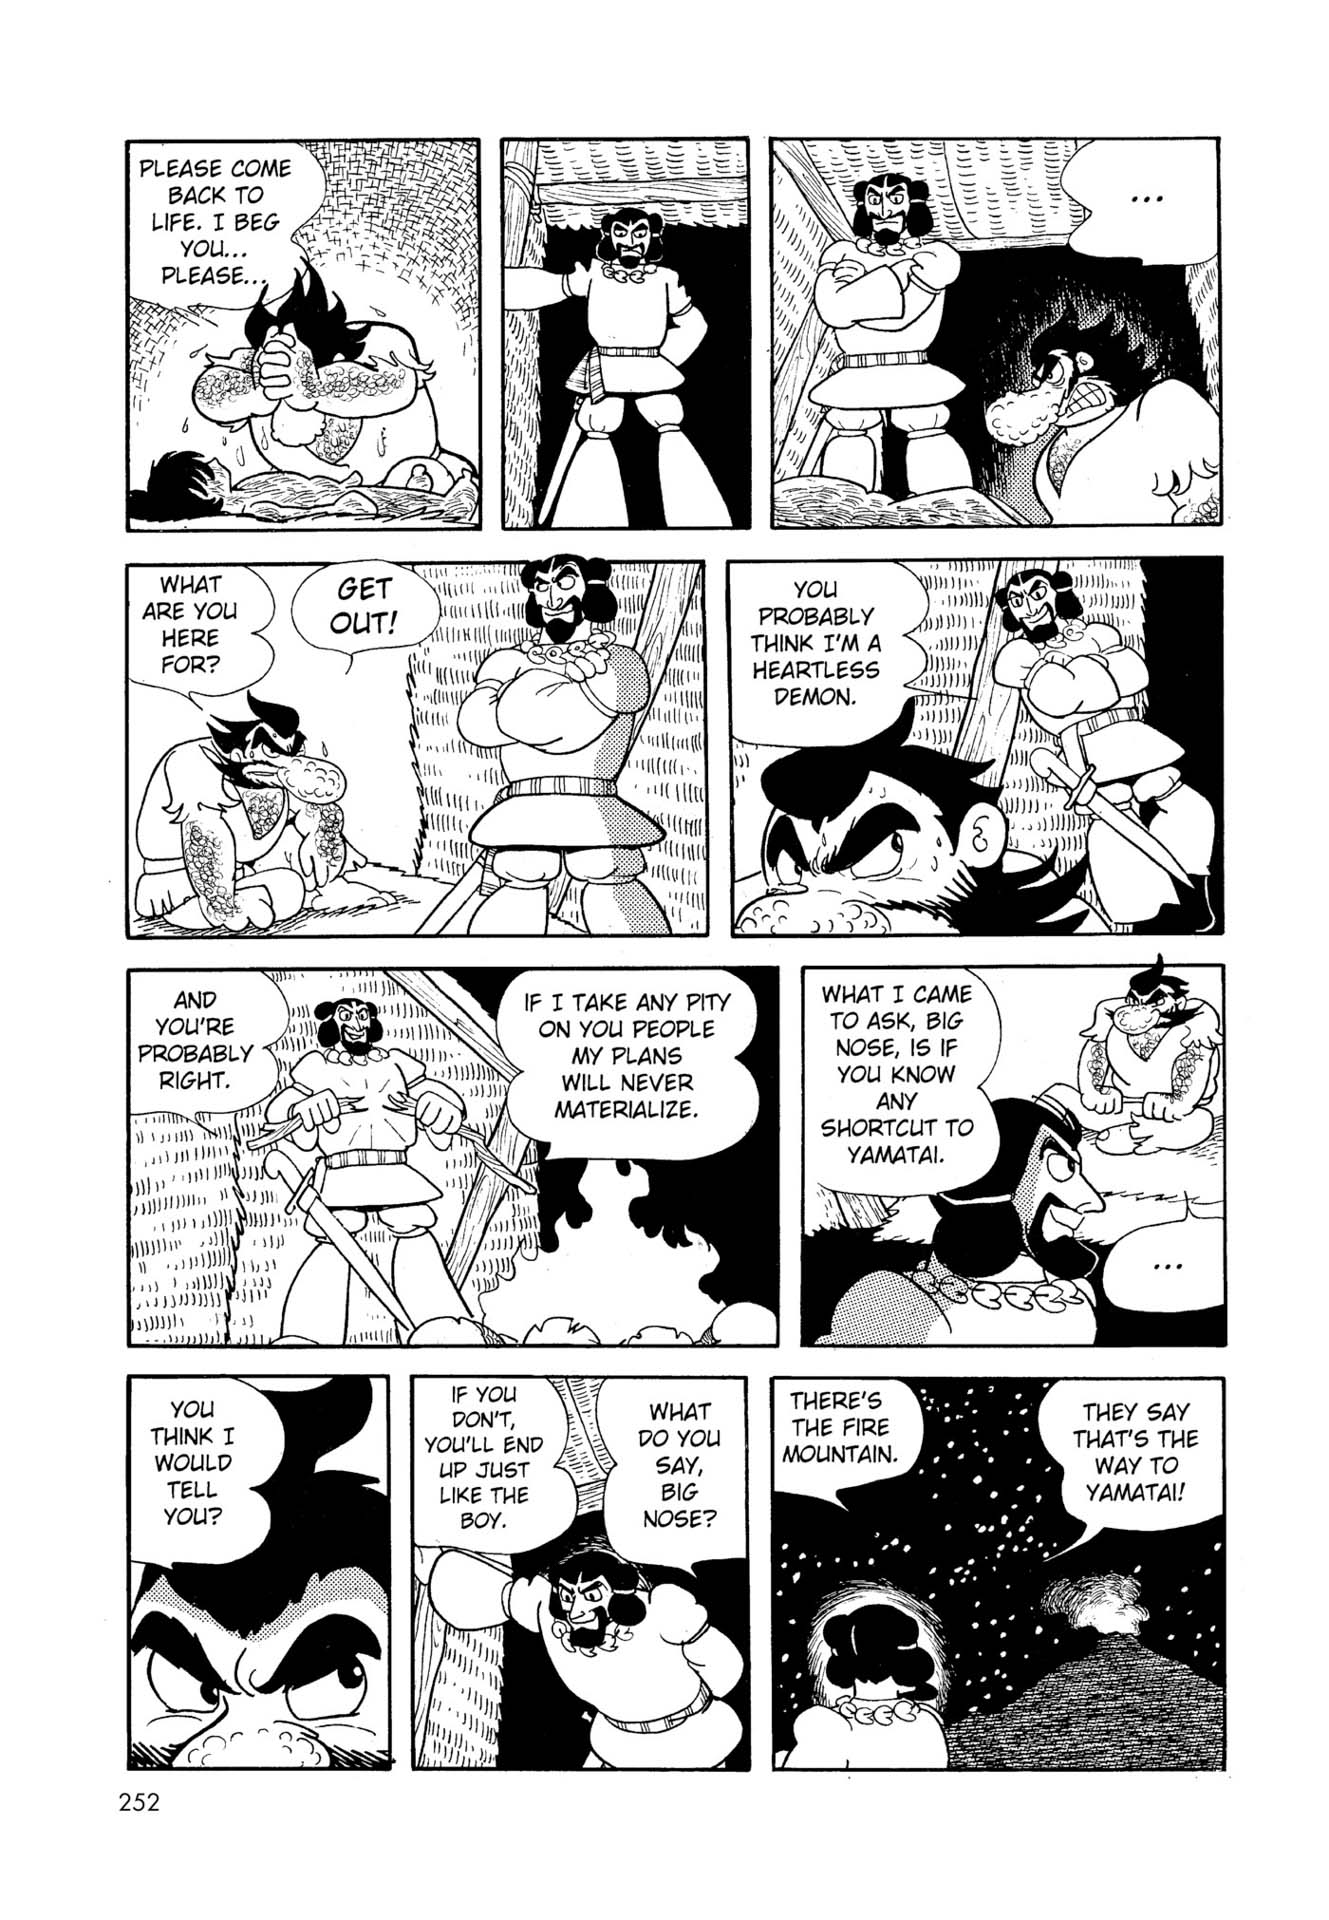 PLEASE COME
BACK TO
LIFE. I BEG
YOU...
PLEASE...
...
WHAT
ARE YOU
HERE
FOR?
GET
OUT!
YOU
PROBABLY
THINK I'M A
HEARTLESS
DEMON.
AND
YOU'RE
PROBABLY
RIGHT.
IF I TAKE ANY PITY
ON YOU PEOPLE
MY PLANS
WILL NEVER
MATERIALIZE.
WHAT I CAME
TO ASK, BIG
NOSE, IS IF
YOU KNOW
ANY
SHORTCUT TO
YAMATAI.
...
YOU
THINK I
WOULD
TELL
YOU?
IF YOU
DON'T,
YOU'LL END
UP JUST
LIKE THE
BOY.
WHAT
DO YOU
SAY,
BIG
NOSE?
THERE'S
THE FIRE
MOUNTAIN.
THEY SAY
THAT'S THE
WAY TO
YAMATAI!
252